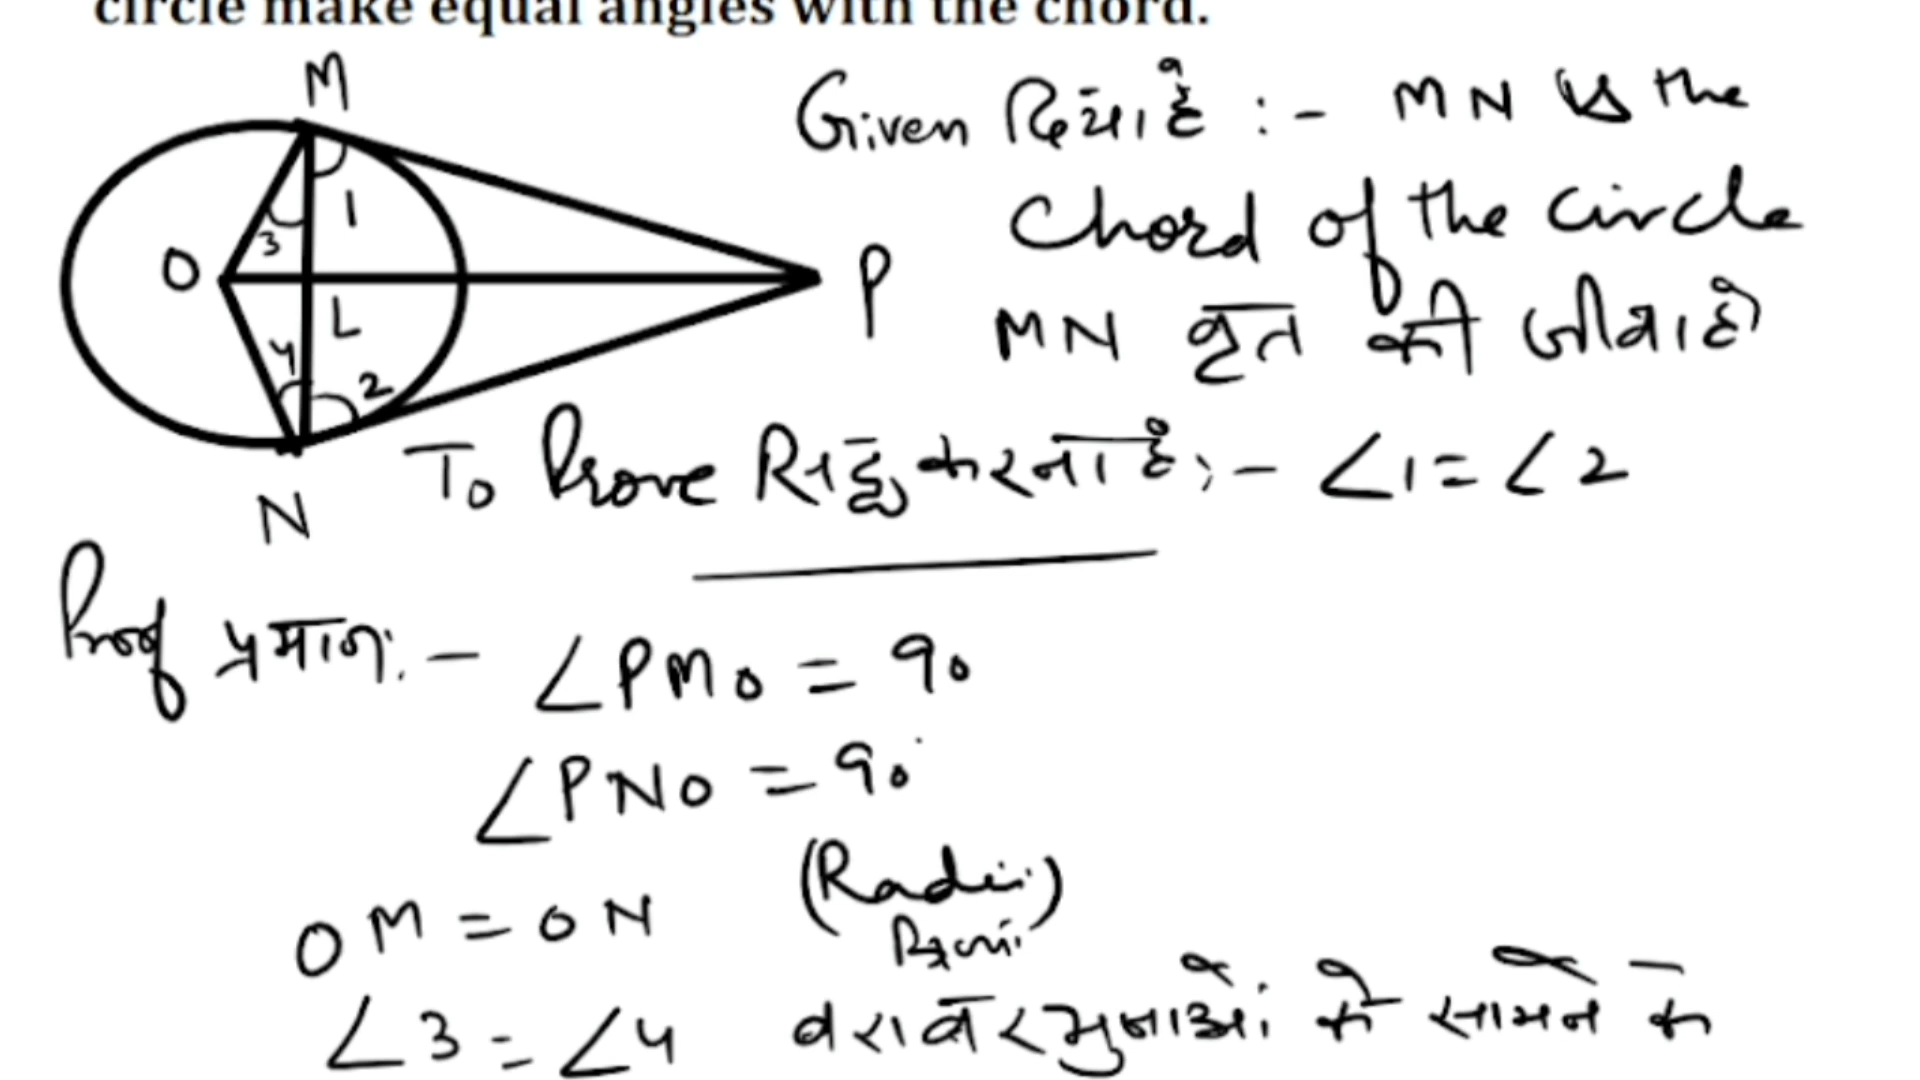 circle make equal angles with the chord.
M
Given दिया है :- MN is the
1
3
Chord of the circle
O
P
L
MN वृत की जीवा है
4
2
To Prove सिद्ध करना है :- ∠1 = ∠2
N
Proof प्रमाण :- ∠PMO = 90
∠PNO = 90°
OM = ON (Radii)
∠3 = ∠4 बराबर भुजाओं के सामने के